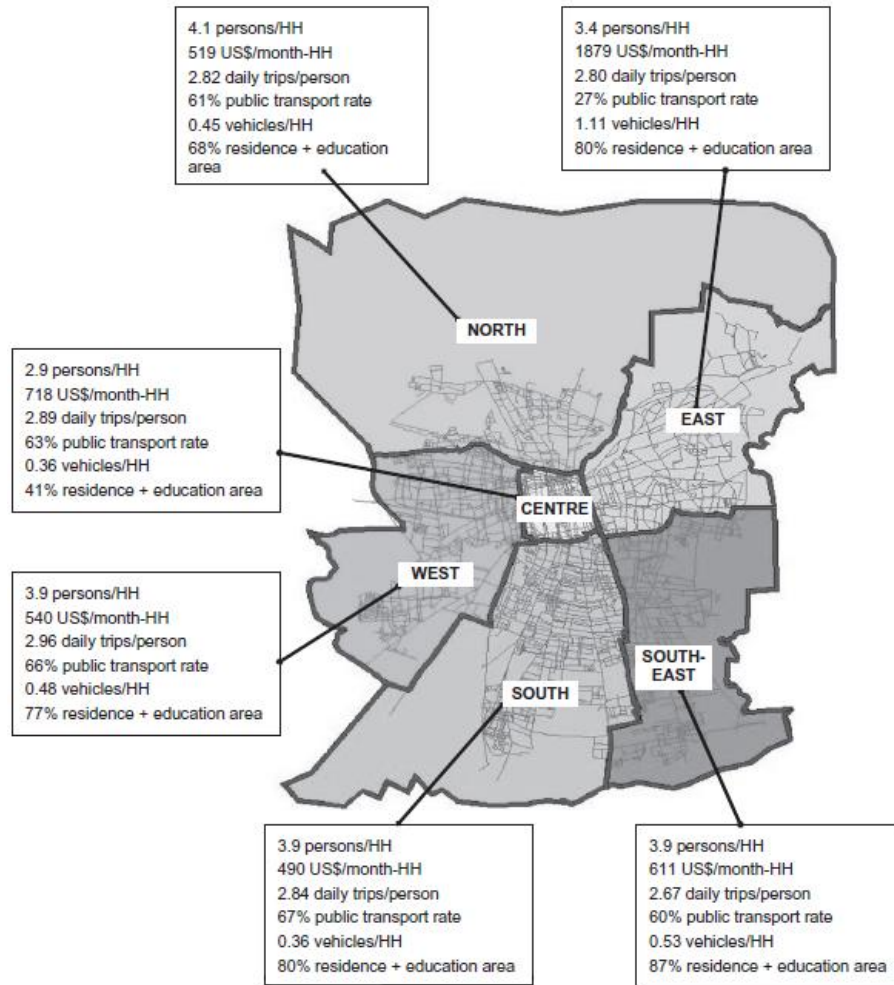 4.1 persons/HH
519 US$/month-HH
2.82 daily trips/person
61% public transport rate
0.45 vehicles/HH
68% residence + education
area
3.4 persons/HH
1879 US$/month-HH
2.80 daily trips/person
27% public transport rate
1.11 vehicles/HH
80% residence + education area
NORTH
2.9 persons/HH
718 US$/month-HH
2.89 daily trips/person
63% public transport rate
0.36 vehicles/HH
41% residence + education area
EAST
CENTRE
WEST
3.9 persons/HH
540 US$/month-HH
2.96 daily trips/person
66% public transport rate
0.48 vehicles/HH
77% residence + education area
SOUTH
SOUTH-
EAST
3.9 persons/HH
490 US$/month-HH
2.84 daily trips/person
67% public transport rate
0.36 vehicles/HH
80% residence + education area
3.9 persons/HH
611 US$/month-HH
2.67 daily trips/person
60% public transport rate
0.53 vehicles/HH
87% residence + education area